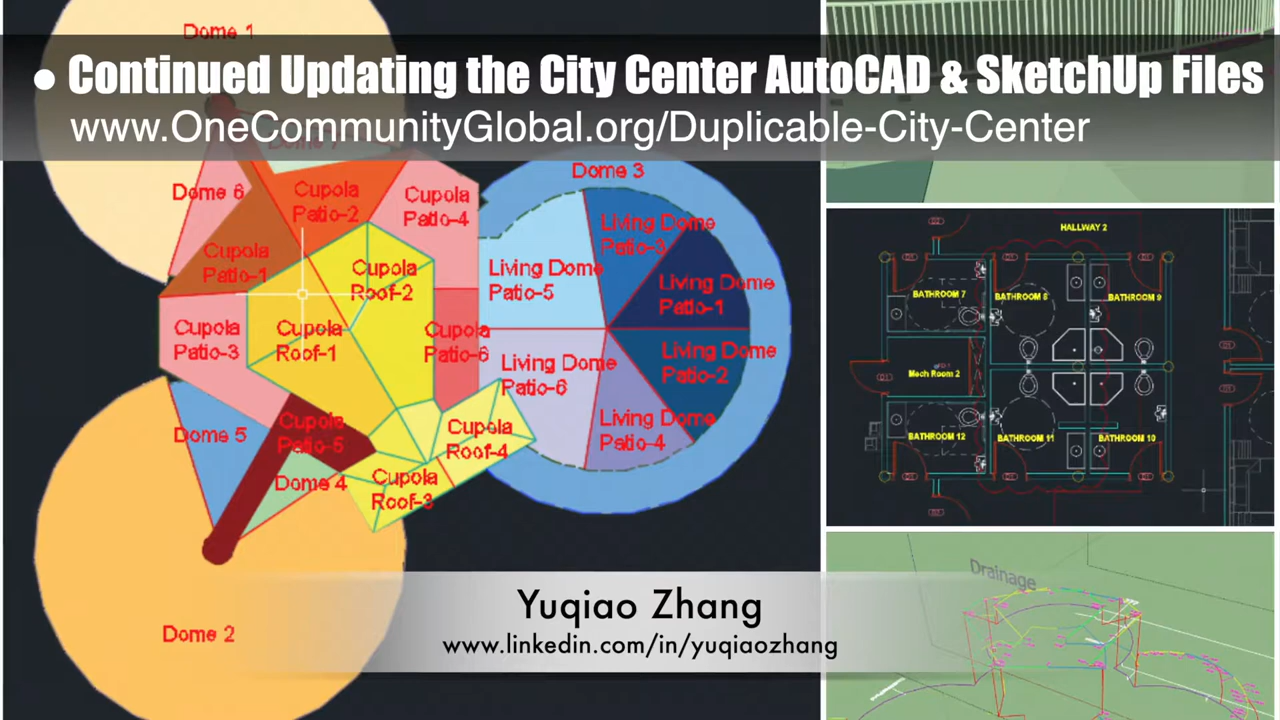 Dome 1
• Continued Updating the City Center AutoCAD & SketchUp Files
www.OneCommunityGlobal.org/Duplicable-City-Center
Dome 7
Dome 6
Cupola
Patio-2
Cupola
Patio-4
Cupola
Patio-1
Cupola
Roof-2
Cupola
Patio-3
Cupola
Roof-1
Cupola
Patio-6
Dome 5
Cupola
Patio-5
Cupola
Roof-4
Dome 4
Cupola
Roof-3
Dome 2
Dome 3
Living Dome
Patio-3
Living Dome
Patio-5
Living Dome
Patio-1
Living Dome
Patio-2
Living Dome
Patio-6
Living Dome
Patio-4
HALLWAY 2
BATHROOM 7
BATHROOM 8
BATHROOM 9
Mech Room 2
BATHROOM 12
BATHROOM 11
BATHROOM 10
Drainage
Yuqiao Zhang
www.linkedin.com/in/yuqiaozhang